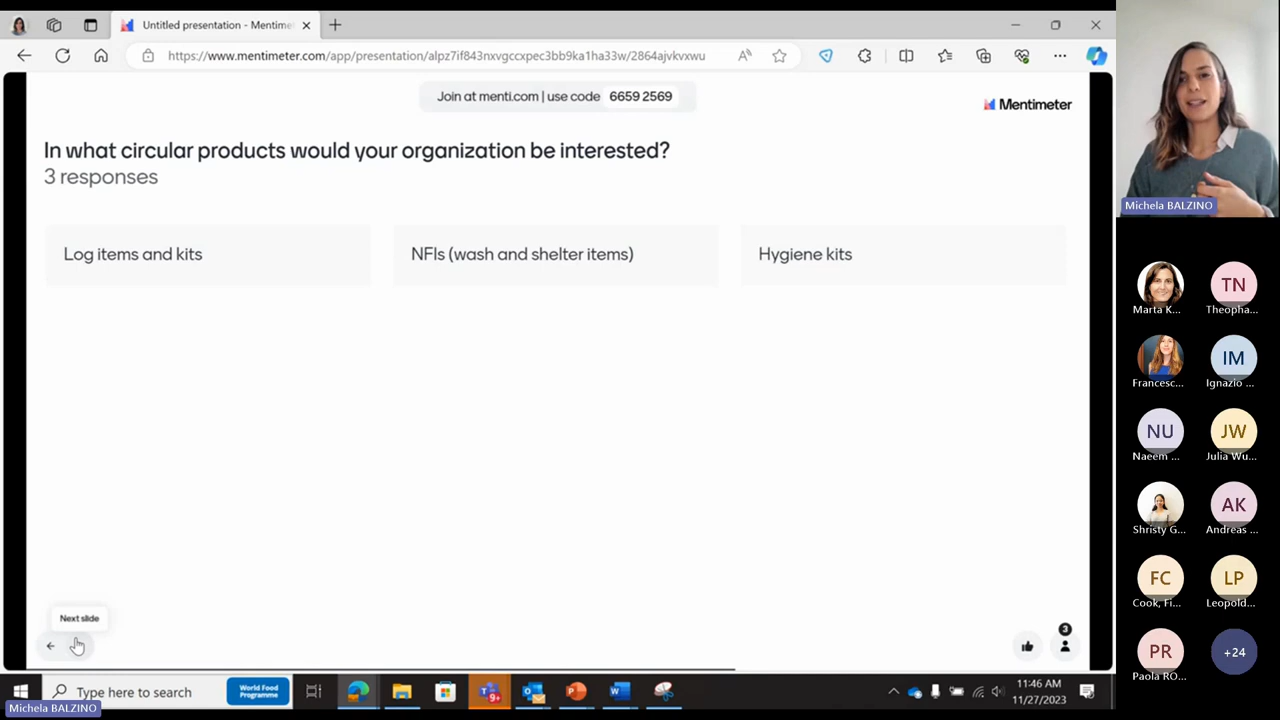 Untitled presentation - Mentime
https://www.mentimeter.com/app/presentation/alpz7if843nxvgccxpec3bb9ka1ha33w/2864ajvkvxwu
Join at menti.com | use code 6659 2569
Mentimeter
In what circular products would your organization be interested?
3 responses
Log items and kits
NFIs (wash and shelter items)
Hygiene kits
Next slide
3
Type here to search
World Food
Programme
9+
11:46 AM
11/27/2023
Michela BALZINO
Michela BALZINO
Marta K...
TN
Theopha...
Francesc...
IM
Ignazio ...
NU
Naeem ...
JW
Julia Wu...
Shristy G...
AK
Andreas ...
FC
Cook, Fi...
LP
Leopold...
PR
Paola RO...
+24